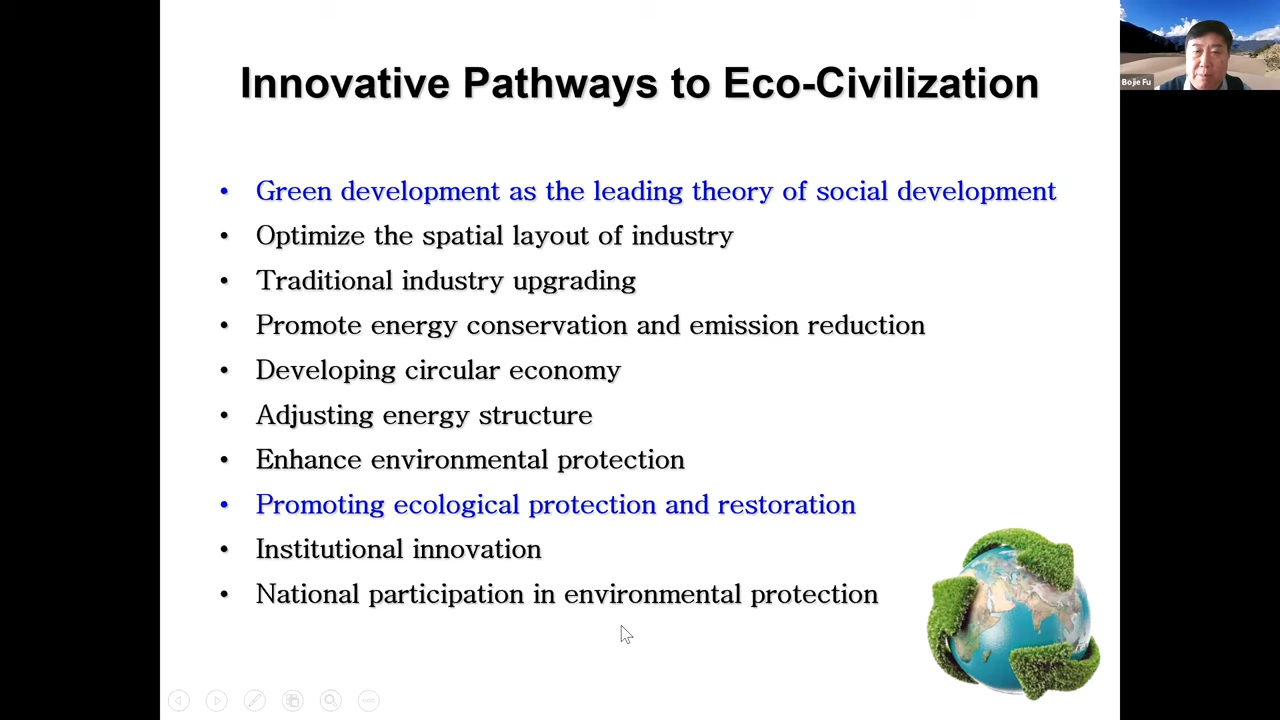 Innovative Pathways to Eco-Civilization
• Green development as the leading theory of social development
• Optimize the spatial layout of industry
• Traditional industry upgrading
• Promote energy conservation and emission reduction
• Developing circular economy
• Adjusting energy structure
• Enhance environmental protection
• Promoting ecological protection and restoration
• Institutional innovation
• National participation in environmental protection
Bojie Fu